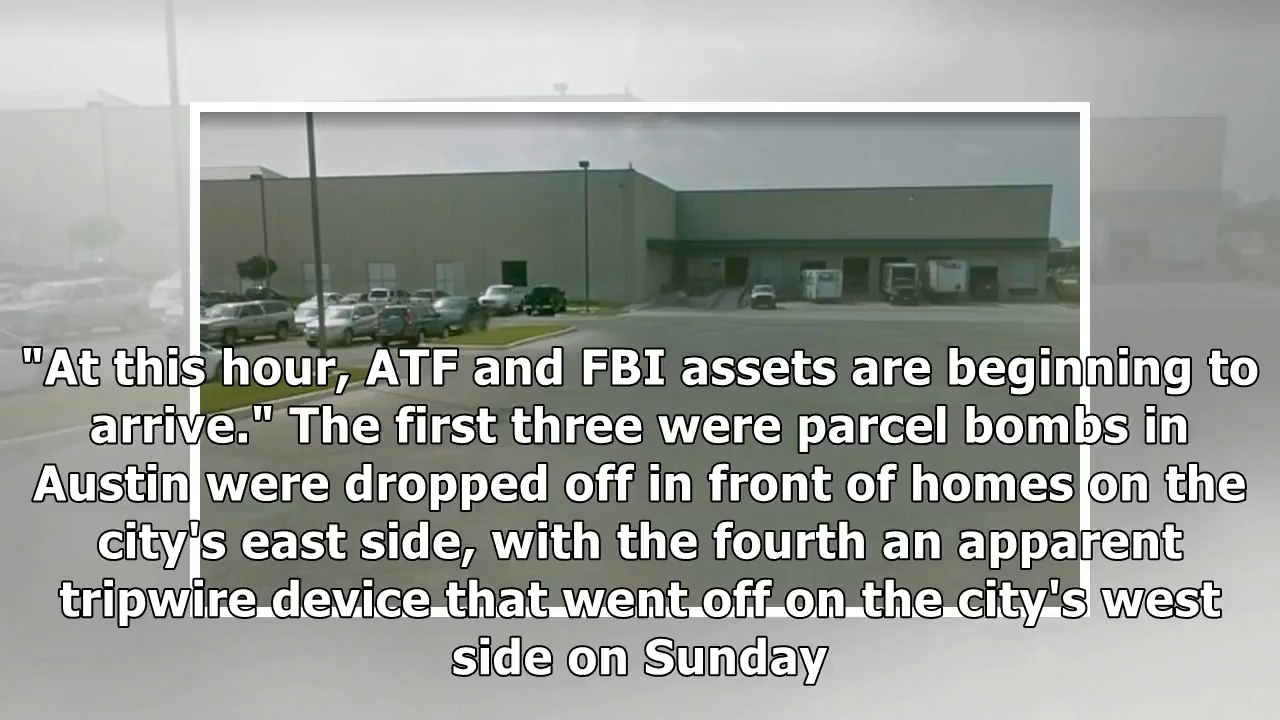 "At this hour, ATF and FBI assets are beginning to
arrive." The first three were parcel bombs in
Austin were dropped off in front of homes on the
city's east side, with the fourth an apparent
tripwire device that went off on the city's west
side on Sunday